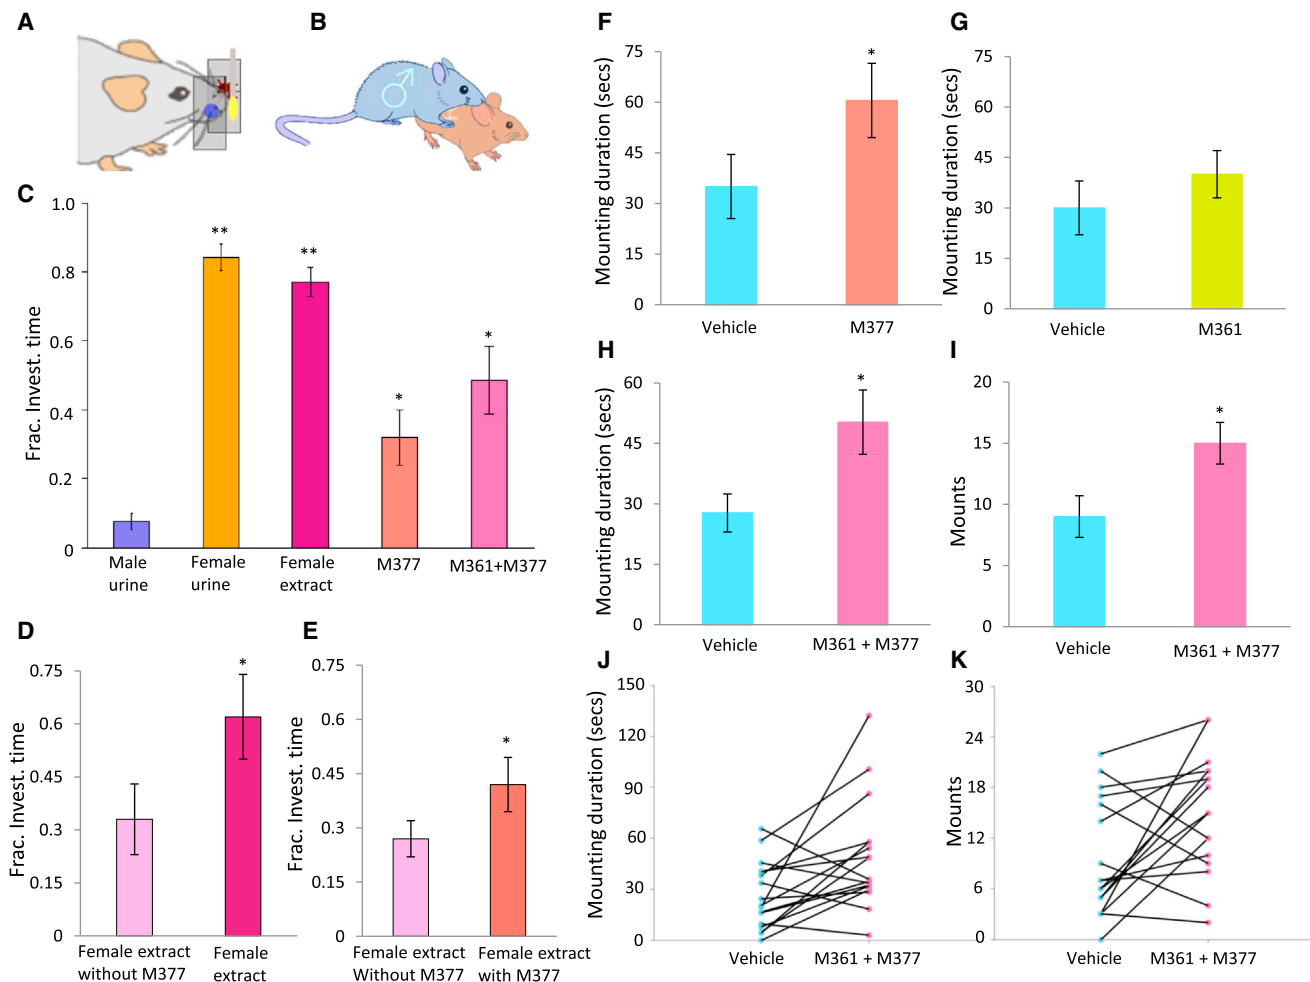 A
B
C
Frac. Invest. time
1.0
0.8
0.6
0.4
0.2
0
**
**
*
*
Male
urine
Female
urine
Female
extract
M377
M361+M377
D
Frac. Invest. time
0.75
0.6
0.45
0.3
0.15
0
*
Female extract
without M377
Female
extract
E
Frac. Invest. time
0.75
0.6
0.45
0.3
0.15
0
*
Female extract
Without M377
Female extract
with M377
F
Mounting duration (secs)
75
60
45
30
15
0
*
Vehicle
M377
G
Mounting duration (secs)
75
60
45
30
15
0
Vehicle
M361
H
Mounting duration (secs)
60
45
30
15
0
*
Vehicle
M361 + M377
I
Mounts
20
15
10
5
0
*
Vehicle
M361 + M377
J
Mounting duration (secs)
150
120
90
60
30
0
Vehicle
M361 + M377
K
Mounts
30
24
18
12
6
0
Vehicle
M361 + M377